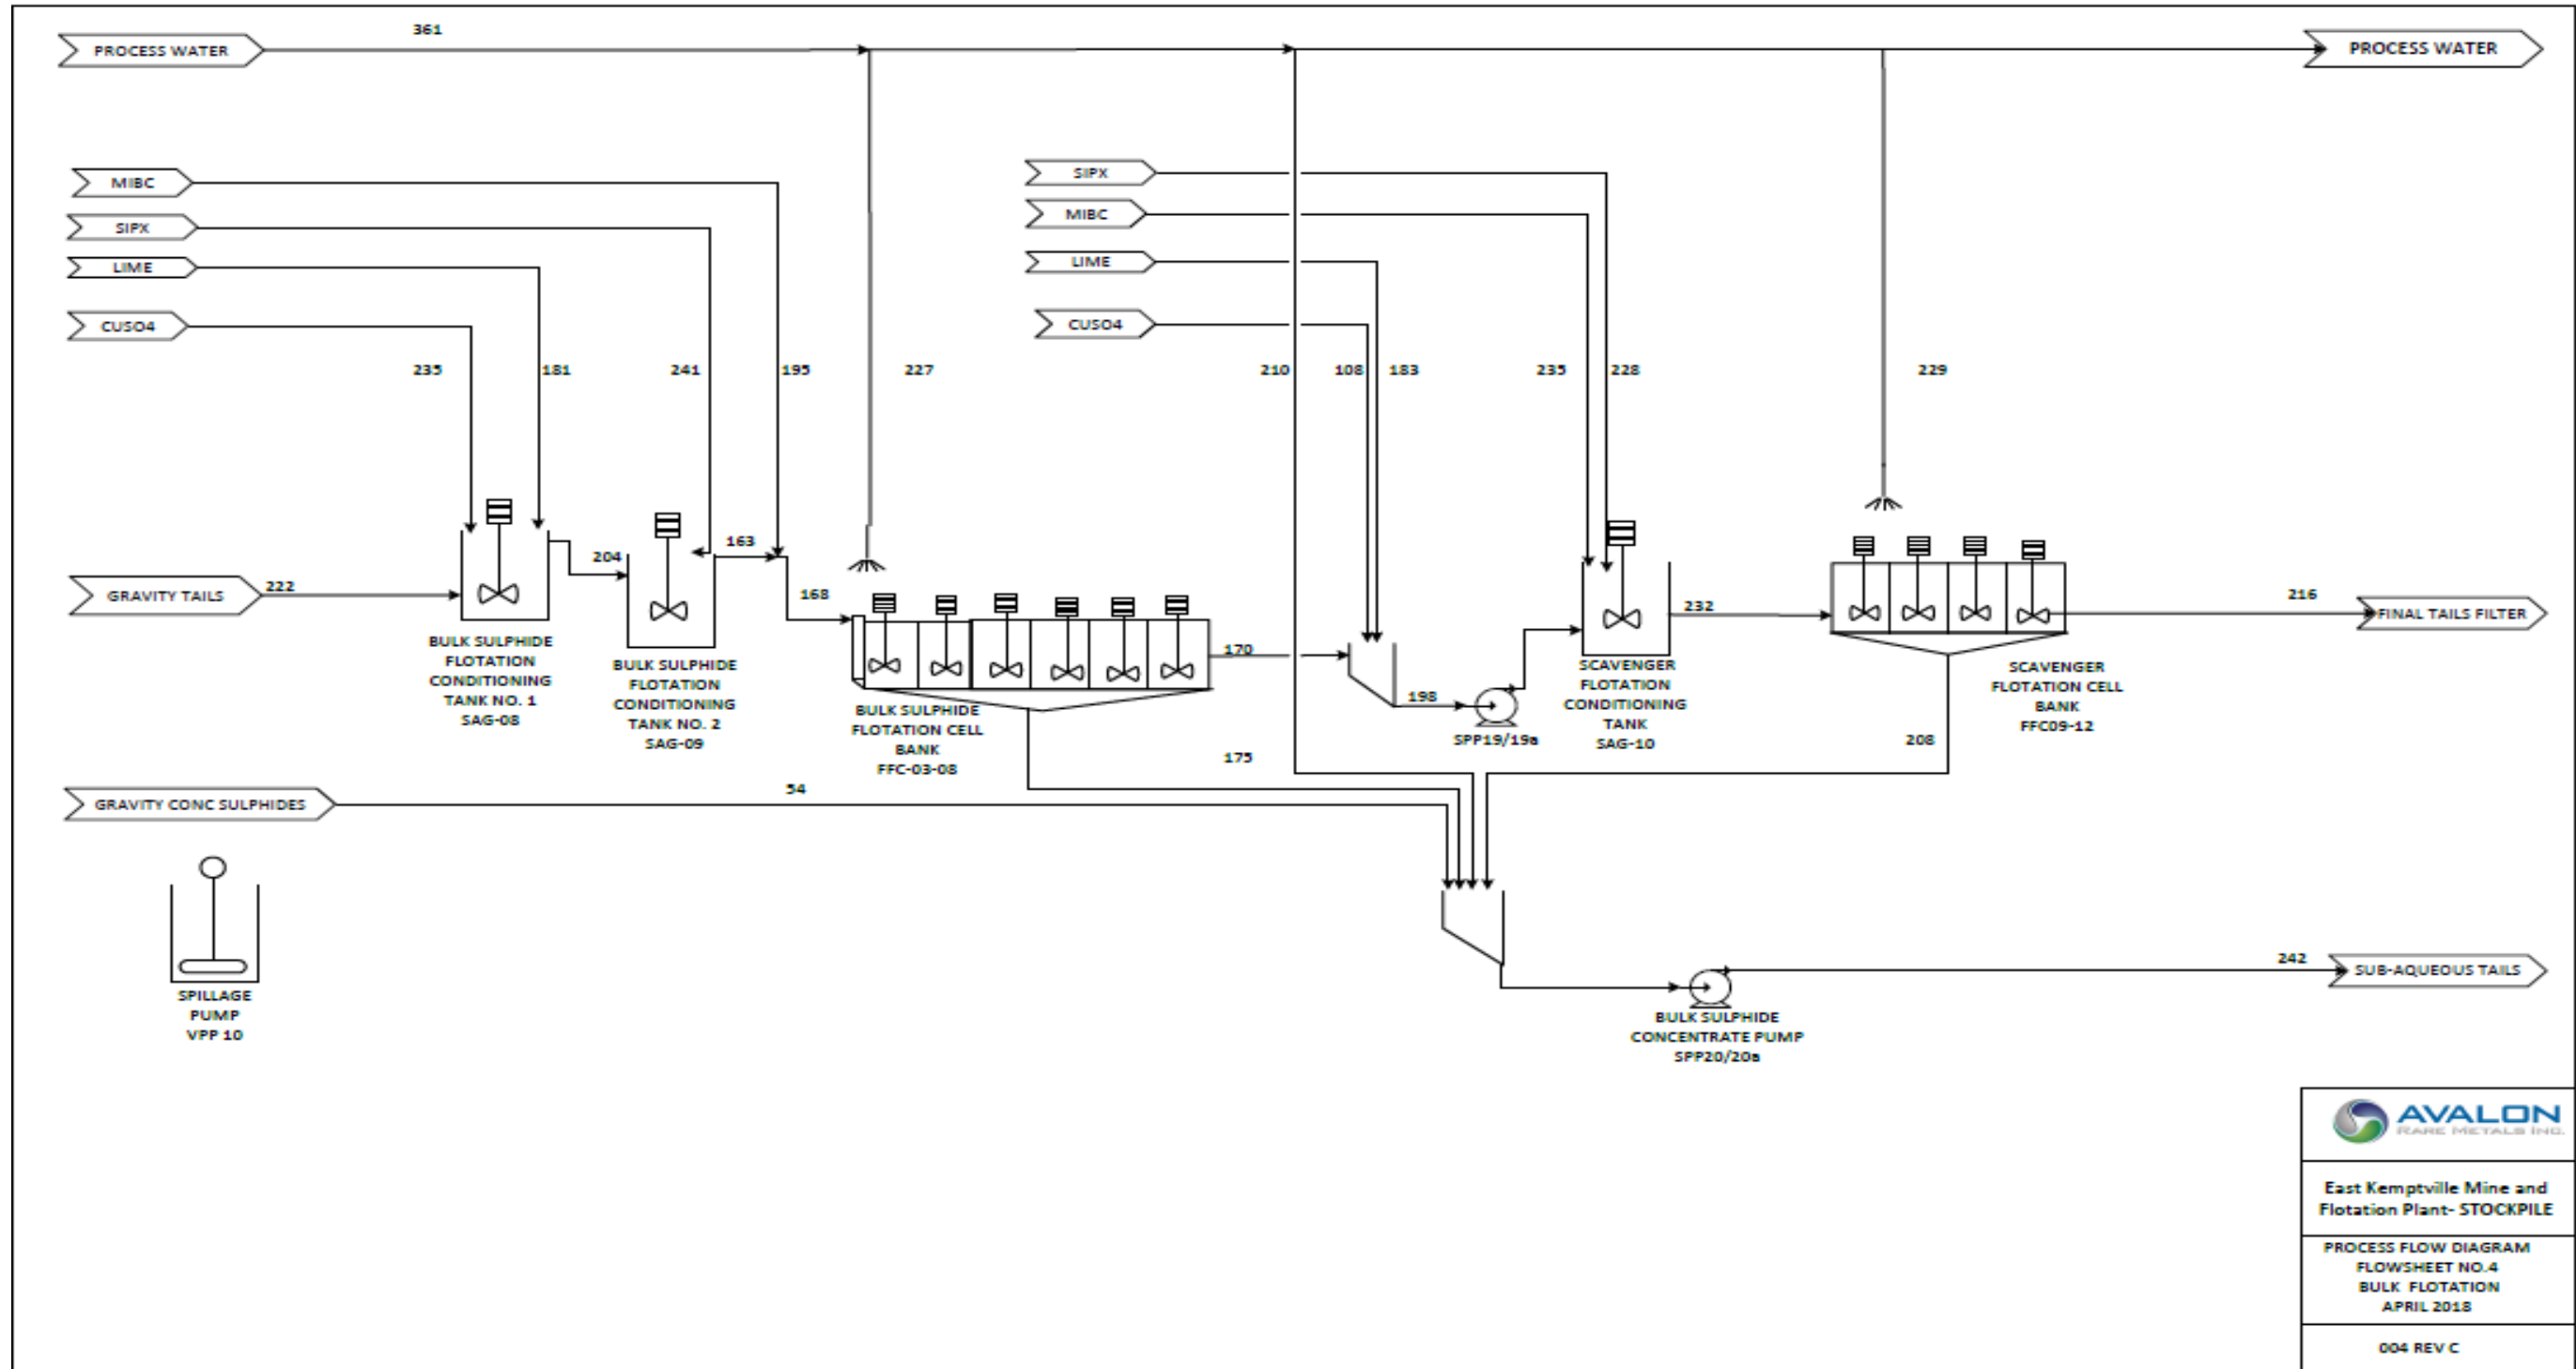 361
PROCESS WATER
PROCESS WATER
MIBC
SIPX
LIME
CUSO4
SIPX
MIBC
LIME
CUSO4
235
181
241
195
227
210
108
183
235
228
229
GRAVITY TAILS
222
204
163
168
170
198
232
216
FINAL TAILS FILTER
BULK SULPHIDE
FLOTATION
CONDITIONING
TANK NO. 1
SAG-08
BULK SULPHIDE
FLOTATION
CONDITIONING
TANK NO. 2
SAG-09
BULK SULPHIDE
FLOTATION CELL
BANK
FFC-03-08
SPP19/19a
SCAVENGER
FLOTATION
CONDITIONING
TANK
SAG-10
SCAVENGER
FLOTATION CELL
BANK
FFC09-12
175
208
GRAVITY CONC SULPHIDES
54
SPILLAGE
PUMP
VPP 10
242
SUB-AQUEOUS TAILS
BULK SULPHIDE
CONCENTRATE PUMP
SPP20/20a
AVALON
RARE METALS INC.
East Kemptville Mine and
Flotation Plant- STOCKPILE
PROCESS FLOW DIAGRAM
FLOWSHEET NO.4
BULK FLOTATION
APRIL 2018
004 REV C